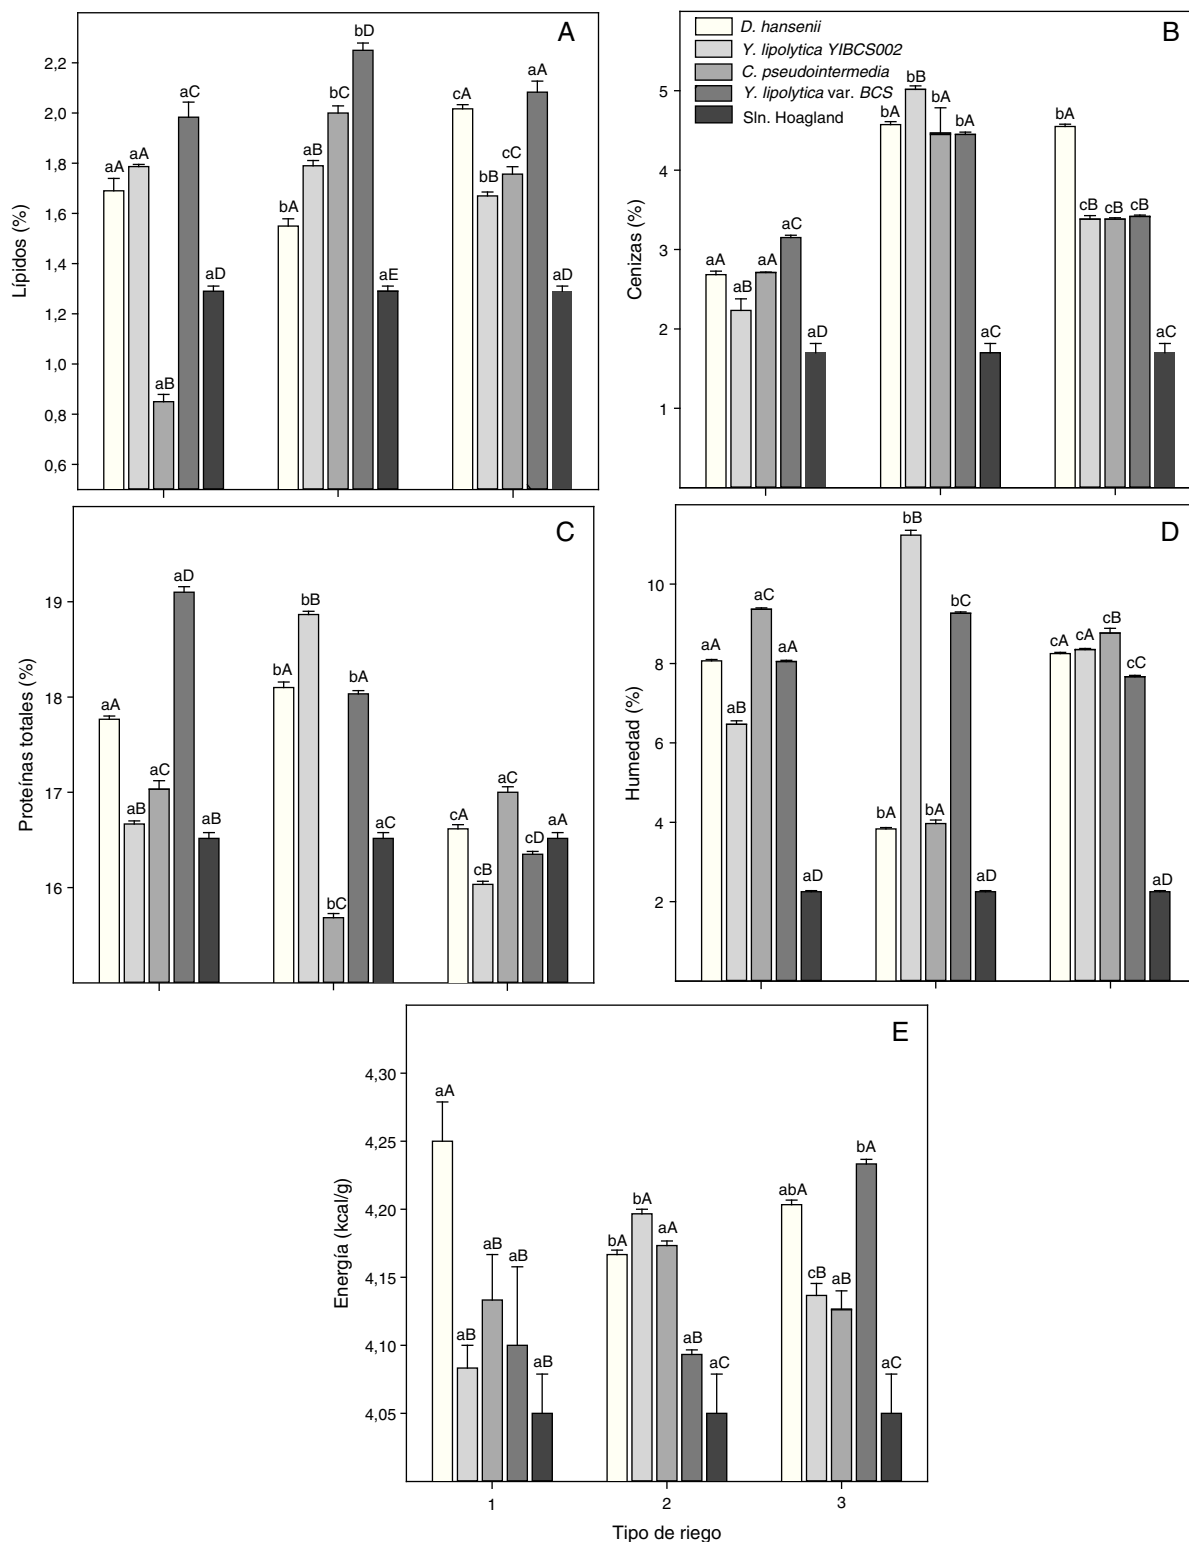 A
2,2
2,0
1,8
1,6
1,4
1,2
1,0
0,8
0,6
Lípidos (%)
aA
aA
aB
aC
aD
bA
aB
bC
bD
aE
cA
bB
cC
aA
aD
B
D. hansenii
Y. lipolytica YIBCS002
C. pseudointermedia
Y. lipolytica var. BCS
Sln. Hoagland
5
4
3
2
1
Cenizas (%)
aA
aB
aA
aC
aD
bA
bB
bA
bA
aC
bA
cB
cB
cB
aC
C
19
18
17
16
Proteínas totales (%)
aA
aB
aC
aD
aB
bA
bB
bC
bA
aC
cA
cB
aC
cD
aA
D
10
8
6
4
2
Humedad (%)
aA
aB
aC
aA
aD
bA
bB
bA
bC
aD
cA
cA
cB
cC
aD
E
4,30
4,25
4,20
4,15
4,10
4,05
Energía (kcal/g)
aA
aB
aB
aB
aB
bA
bA
aA
aB
aC
abA
cB
aB
bA
aC
1
2
3
Tipo de riego